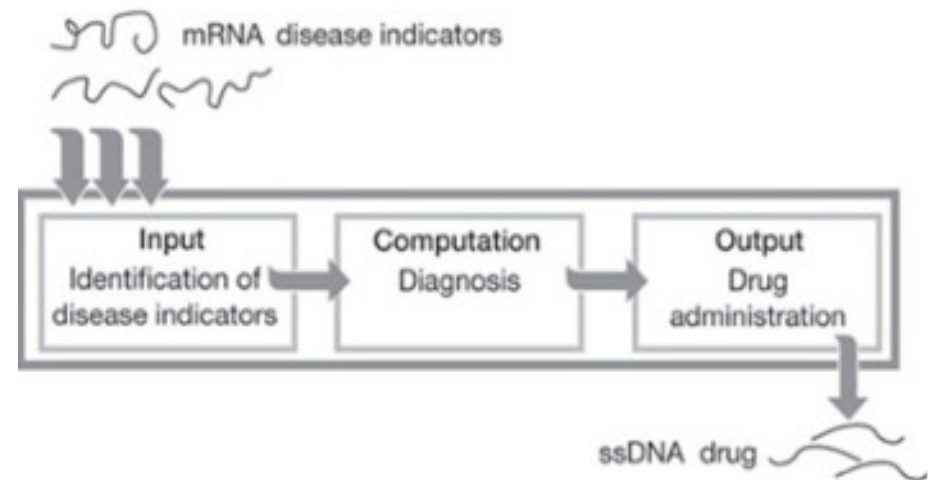 mRNA disease indicators
Input
Identification of
disease indicators
Computation
Diagnosis
Output
Drug
administration
ssDNA drug